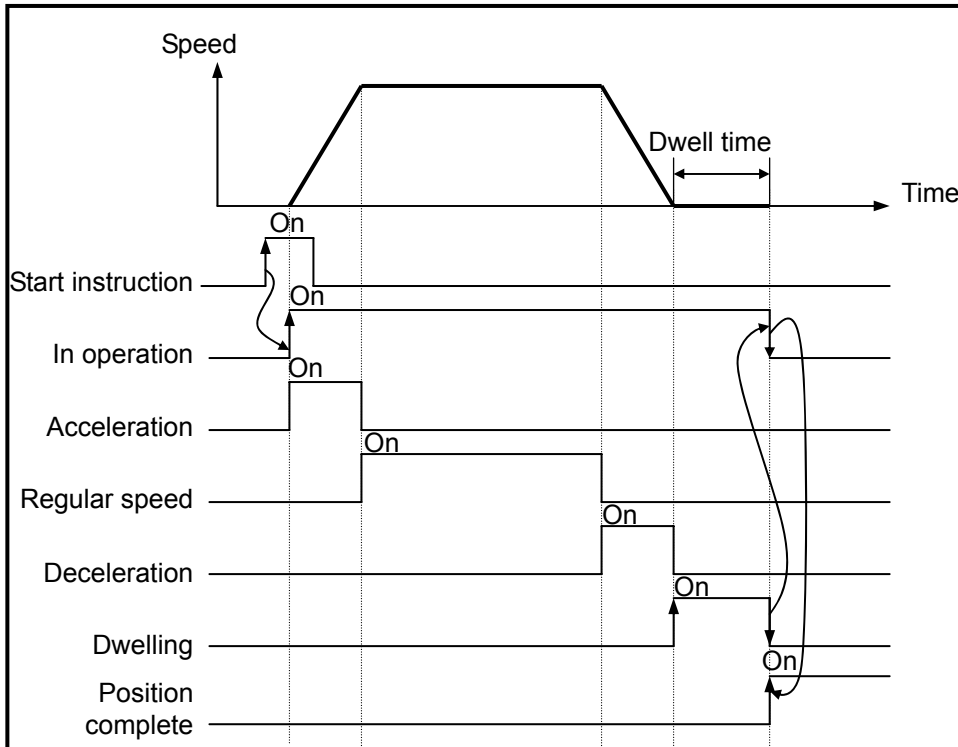 Speed
Dwell time
Time
On
Start instruction
On
In operation
On
Acceleration
On
Regular speed
On
Deceleration
On
Dwelling
On
Position
complete